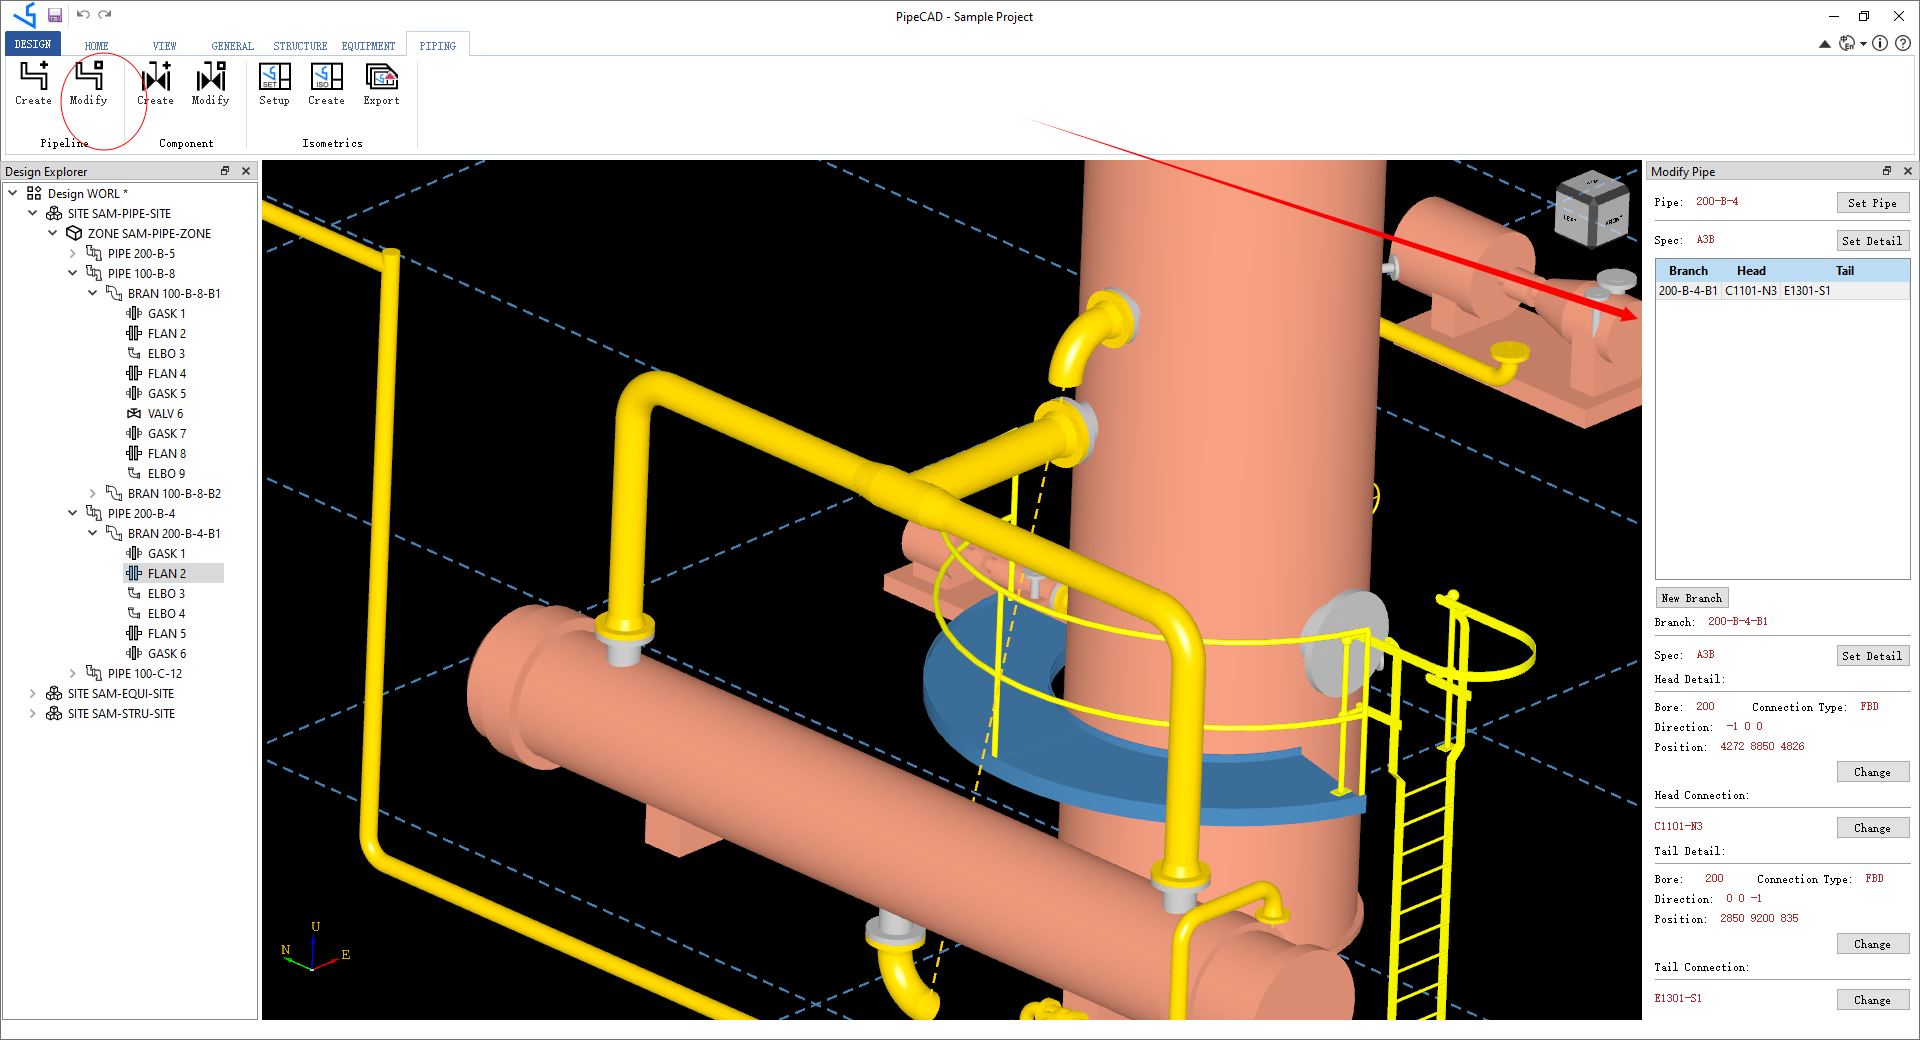 PipeCAD - Sample Project
DESIGN HOME VIEW GENERAL STRUCTURE EQUIPMENT PIPING
Create Modify Create Modify Setup Create Export
Pipeline Component Isometrics
Design Explorer
Design WORL *
SITE SAM-PIPE-SITE
ZONE SAM-PIPE-ZONE
PIPE 200-B-5
PIPE 100-B-8
BRAN 100-B-8-B1
GASK 1
FLAN 2
ELBO 3
FLAN 4
GASK 5
VALV 6
GASK 7
FLAN 8
ELBO 9
BRAN 100-B-8-B2
PIPE 200-B-4
BRAN 200-B-4-B1
GASK 1
FLAN 2
ELBO 3
ELBO 4
FLAN 5
GASK 6
PIPE 100-C-12
SITE SAM-EQUI-SITE
SITE SAM-STRU-SITE
U
N
E
LEFT FRONT
Modify Pipe
Pipe: 200-B-4 Set Pipe
Spec: A3B Set Detail
Branch Head Tail
200-B-4-B1 C1101-N3 E1301-S1
New Branch
Branch: 200-B-4-B1
Spec: A3B Set Detail
Head Detail:
Bore: 200 Connection Type: FBD
Direction: -1 0 0
Position: 4272 8850 4826
Change
Head Connection:
C1101-N3 Change
Tail Detail:
Bore: 200 Connection Type: FBD
Direction: 0 0 -1
Position: 2850 9200 835
Change
Tail Connection:
E1301-S1 Change